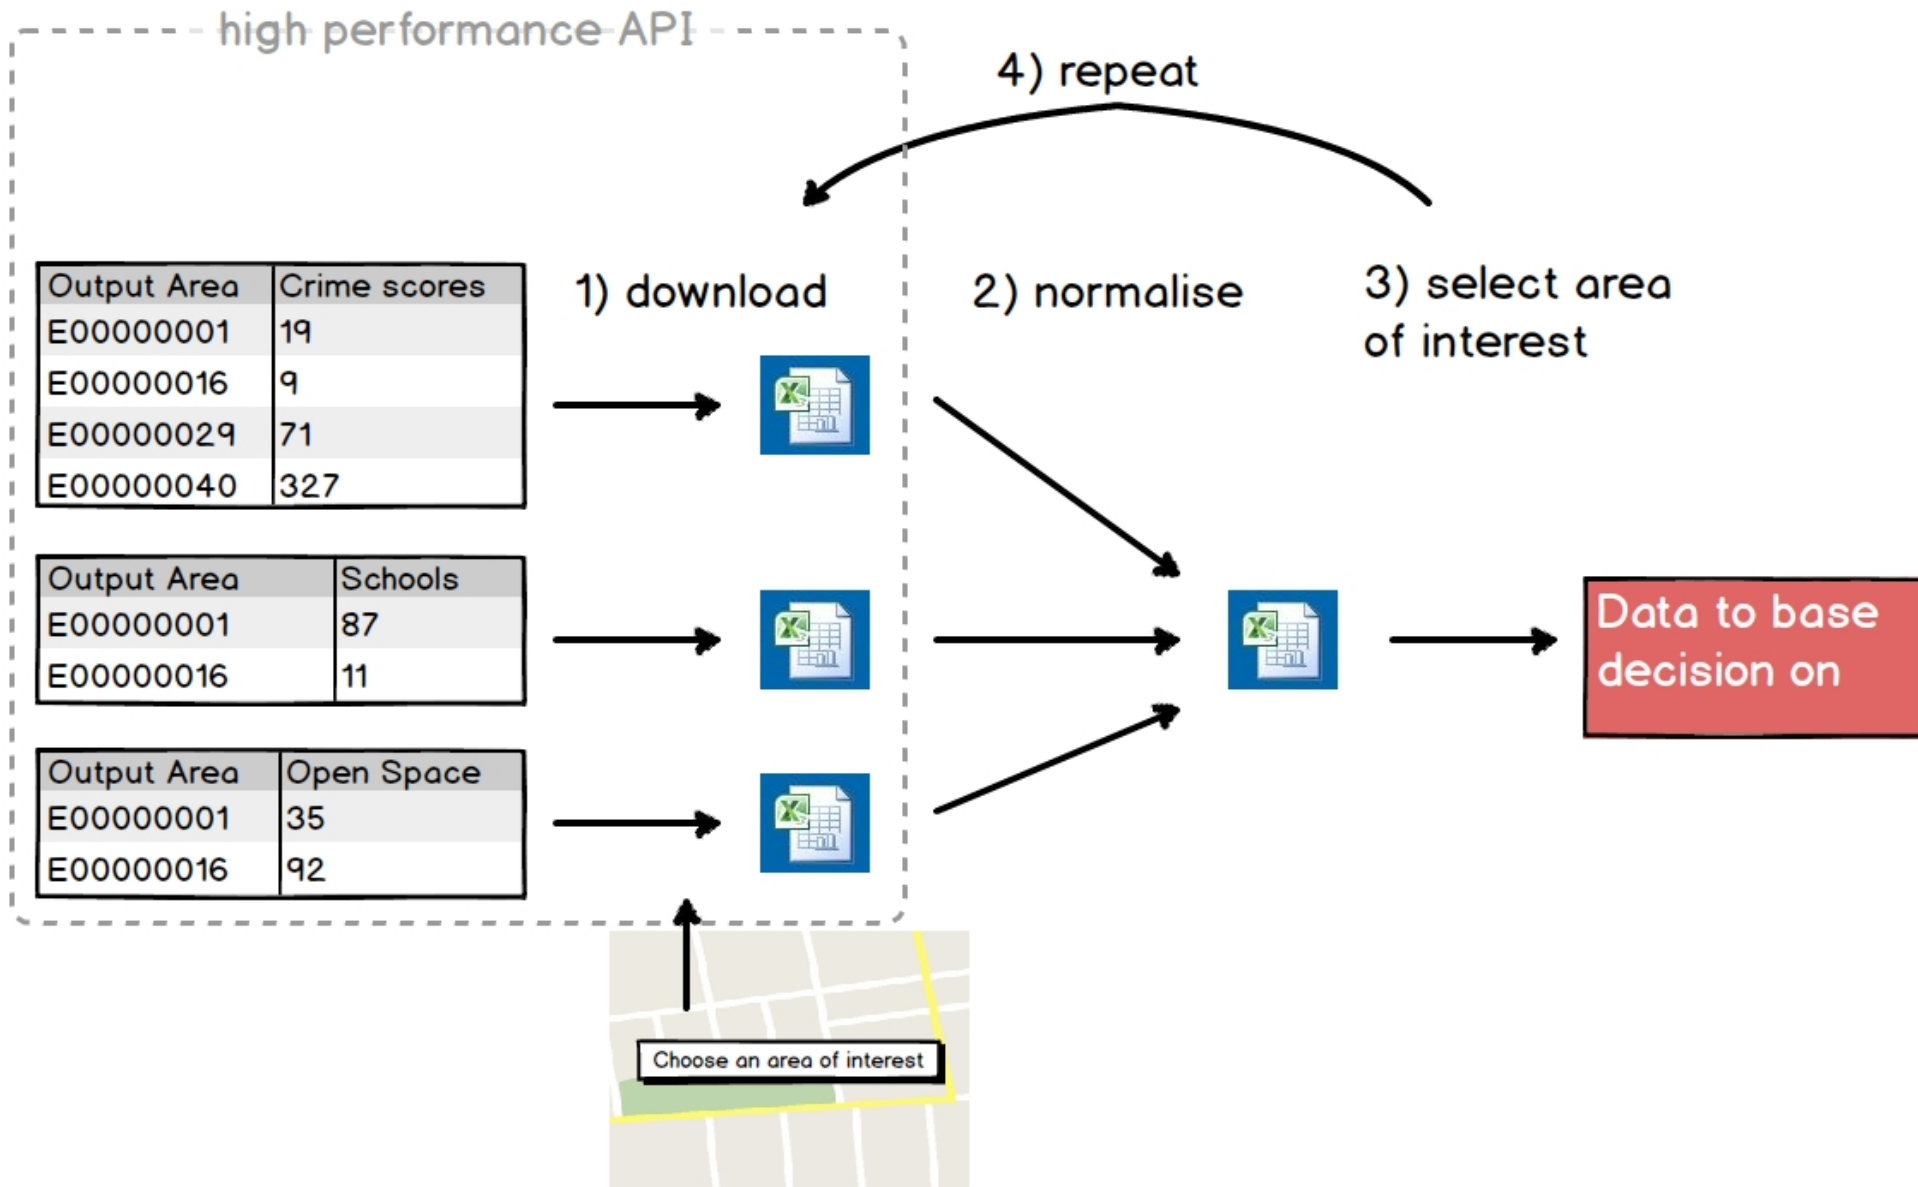 high performance API
4) repeat
1) download
2) normalise
3) select area
of interest
Output Area Crime scores
E00000001 19
E00000016 9
E00000029 71
E00000040 327
Output Area Schools
E00000001 87
E00000016 11
Output Area Open Space
E00000001 35
E00000016 92
Data to base
decision on
Choose an area of interest